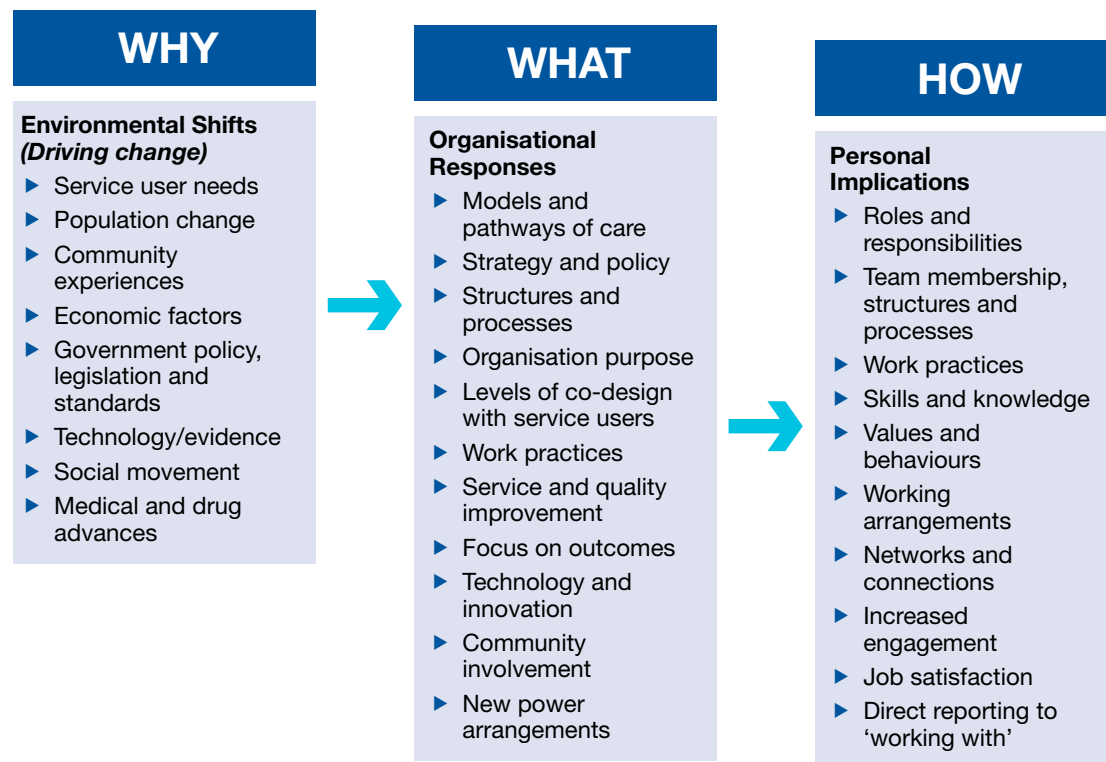 WHY
Environmental Shifts
(Driving change)
Service user needs
Population change
Community
experiences
Economic factors
Government policy,
legislation and
standards
Technology/evidence
Social movement
Medical and drug
advances
WHAT
Organisational
Responses
Models and
pathways of care
Strategy and policy
Structures and
processes
Organisation purpose
Levels of co-design
with service users
Work practices
Service and quality
improvement
Focus on outcomes
Technology and
innovation
Community
involvement
New power
arrangements
HOW
Personal
Implications
Roles and
responsibilities
Team membership,
structures and
processes
Work practices
Skills and knowledge
Values and
behaviours
Working
arrangements
Networks and
connections
Increased
engagement
Job satisfaction
Direct reporting to
‘working with’